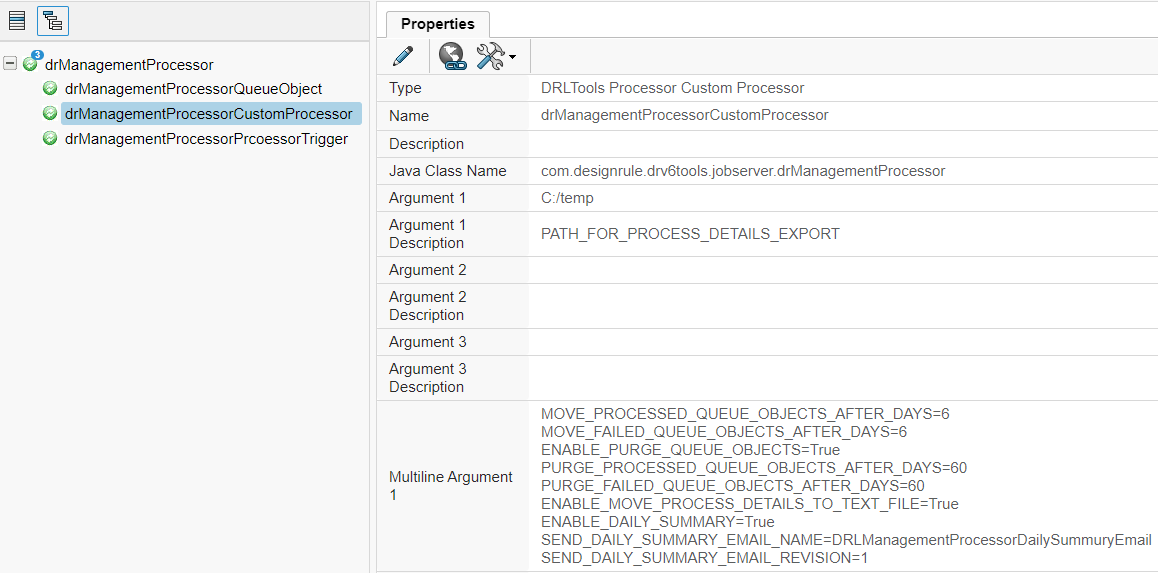 3
drManagementProcessor
drManagementProcessorQueueObject
drManagementProcessorCustomProcessor
drManagementProcessorPrcoessorTrigger
Properties
Type DRLTools Processor Custom Processor
Name drManagementProcessorCustomProcessor
Description
Java Class Name com.designrule.drv6tools.jobserver.drManagementProcessor
Argument 1 C:/temp
Argument 1
Description
PATH_FOR_PROCESS_DETAILS_EXPORT
Argument 2
Argument 2
Description
Argument 3
Argument 3
Description
Multiline Argument
1
MOVE_PROCESSED_QUEUE_OBJECTS_AFTER_DAYS=6
MOVE_FAILED_QUEUE_OBJECTS_AFTER_DAYS=6
ENABLE_PURGE_QUEUE_OBJECTS=True
PURGE_PROCESSED_QUEUE_OBJECTS_AFTER_DAYS=60
PURGE_FAILED_QUEUE_OBJECTS_AFTER_DAYS=60
ENABLE_MOVE_PROCESS_DETAILS_TO_TEXT_FILE=True
ENABLE_DAILY_SUMMARY=True
SEND_DAILY_SUMMARY_EMAIL_NAME=DRLManagementProcessorDailySummuryEmail
SEND_DAILY_SUMMARY_EMAIL_REVISION=1